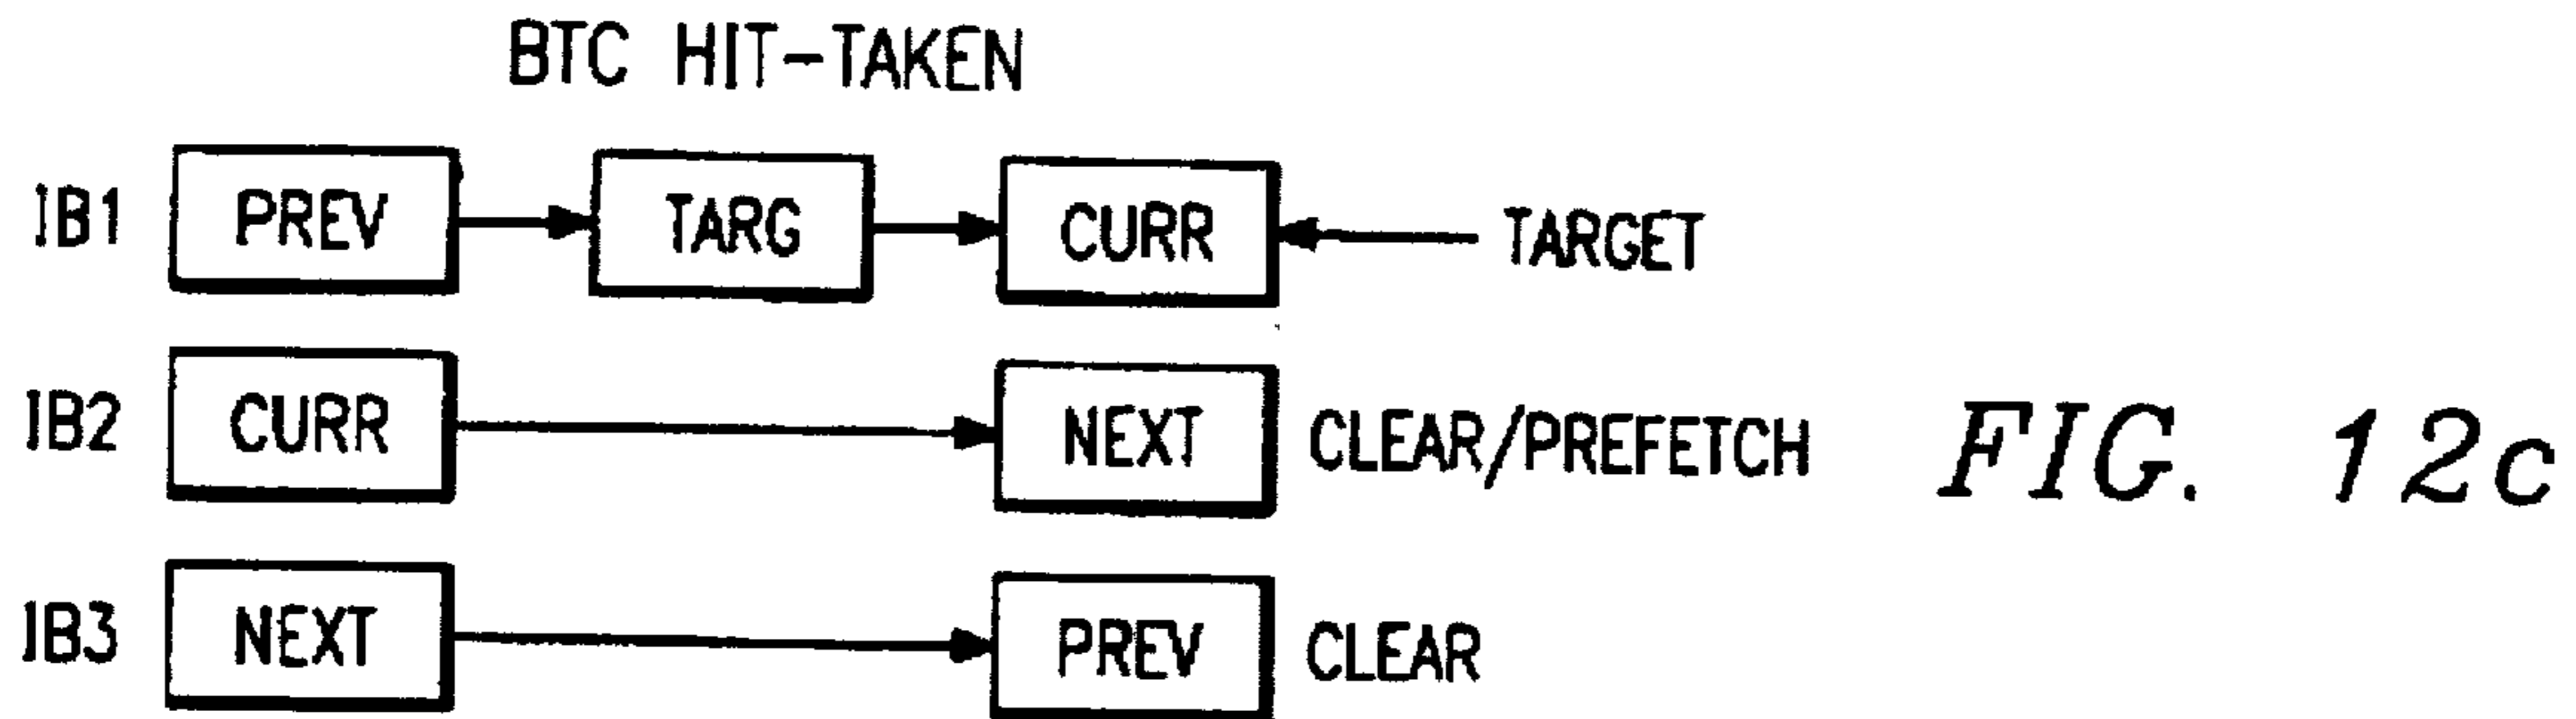 BTC HIT-TAKEN
IB1 PREV TARG CURR TARGET
IB2 CURR NEXT CLEAR/PREFETCH
IB3 NEXT PREV CLEAR
FIG. 12c